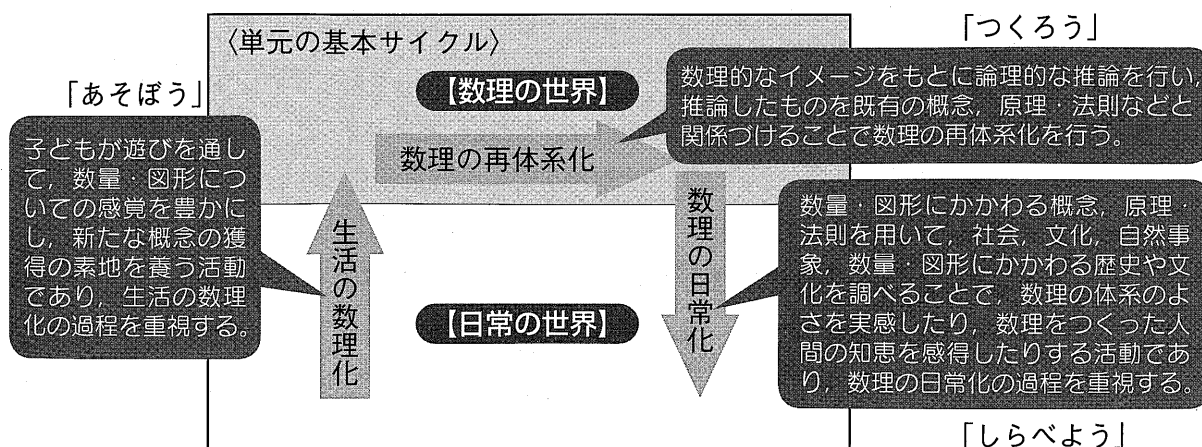 〈単元の基本サイクル〉
「つくろう」
【数理の世界】
数理的なイメージをもとに論理的な推論を行い,
推論したものを既有の概念,原理・法則などと
関係づけることで数理の再体系化を行う。
「あそぼう」
子どもが遊びを通し
て,数量・図形につ
いての感覚を豊かに
し,新たな概念の獲
得の素地を養う活動
であり,生活の数理
化の過程を重視する。
数理の再体系化
生活の数理化
数理の日常化
【日常の世界】
数量・図形にかかわる概念,原理・
法則を用いて,社会,文化,自然事
象,数量・図形にかかわる歴史や文
化を調べることで,数理の体系のよ
さを実感したり,数理をつくった人
間の知恵を感得したりする活動であ
り,数理の日常化の過程を重視する。
「しらべよう」